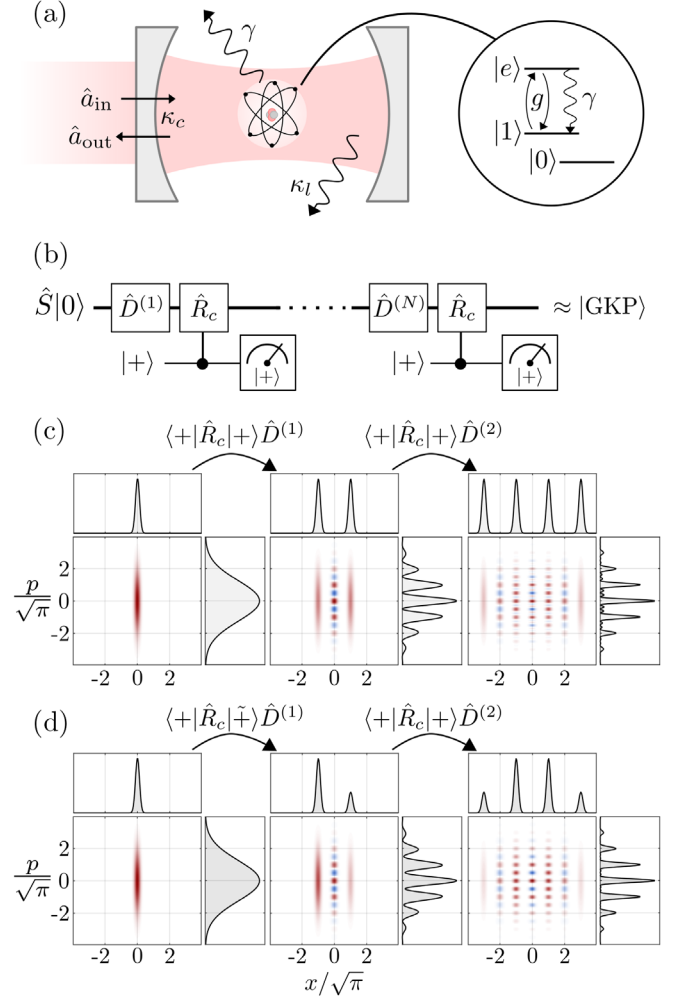 (a)
γ
â_in
κ_c
â_out
κ_l
|e⟩
g
γ
|1⟩
|0⟩
(b)
Ŝ|0⟩ D̂^(1) R̂_c D̂^(N) R̂_c ≈ |GKP⟩
|+⟩ |+⟩ |+⟩ |+⟩
(c)
⟨+|R̂_c|+⟩D̂^(1) ⟨+|R̂_c|+⟩D̂^(2)
p/√π
2
0
-2
-2 0 2 -2 0 2 -2 0 2
(d)
⟨+|R̂_c|+̃⟩D̂^(1) ⟨+|R̂_c|+⟩D̂^(2)
p/√π
2
0
-2
-2 0 2 -2 0 2 -2 0 2
x/√π